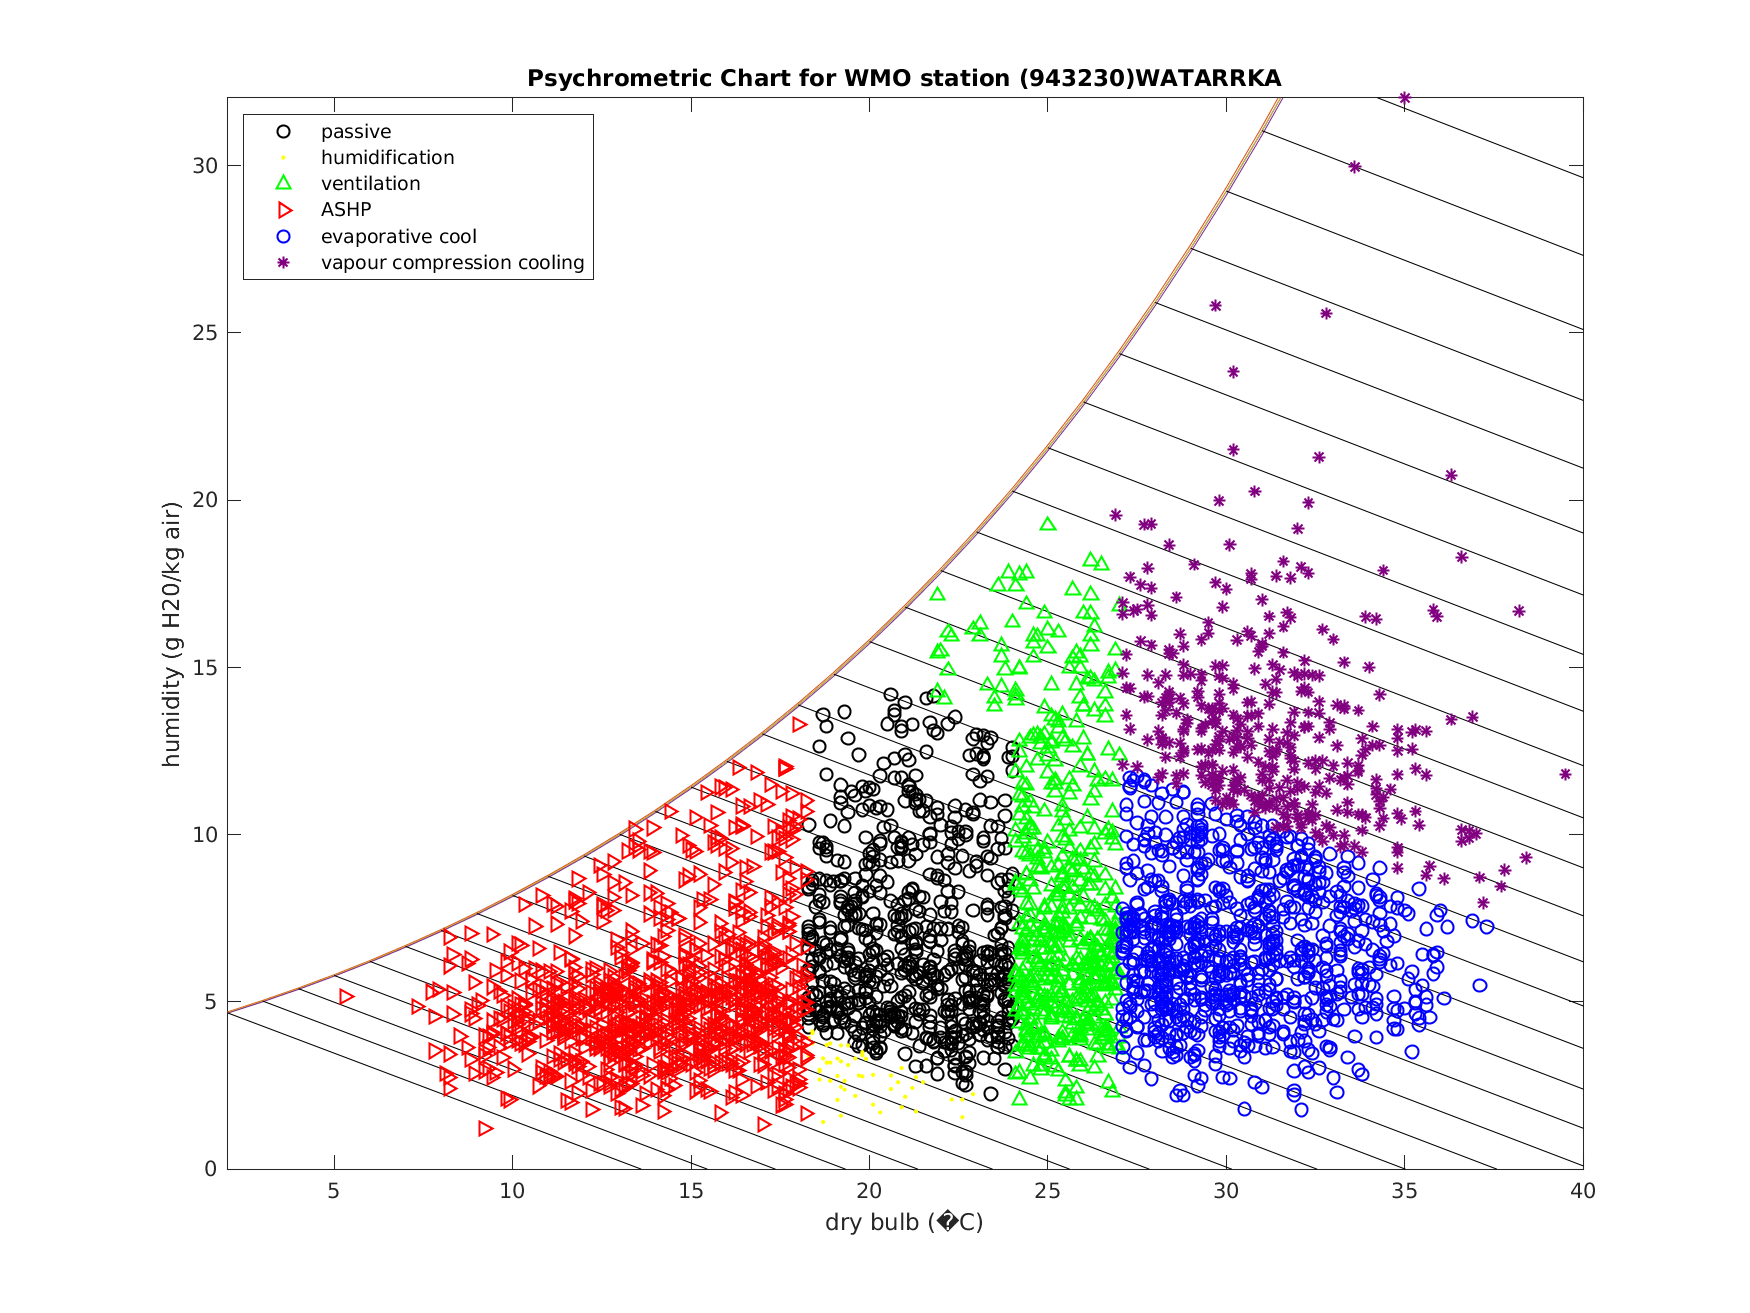 Psychrometric Chart for WMO station (943230)WATARRKA
passive
humidification
ventilation
ASHP
evaporative cool
vapour compression cooling
humidity (g H20/kg air)
30
25
20
15
10
5
0
5 10 15 20 25 30 35 40
dry bulb (�C)